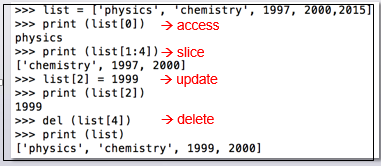 >>> list = ['physics', 'chemistry', 1997, 2000,2015]
>>> print (list[0]) → access
physics
>>> print (list[1:4]) → slice
['chemistry', 1997, 2000]
>>> list[2] = 1999 → update
>>> print (list[2])
1999
>>> del (list[4]) → delete
>>> print (list)
['physics', 'chemistry', 1999, 2000]